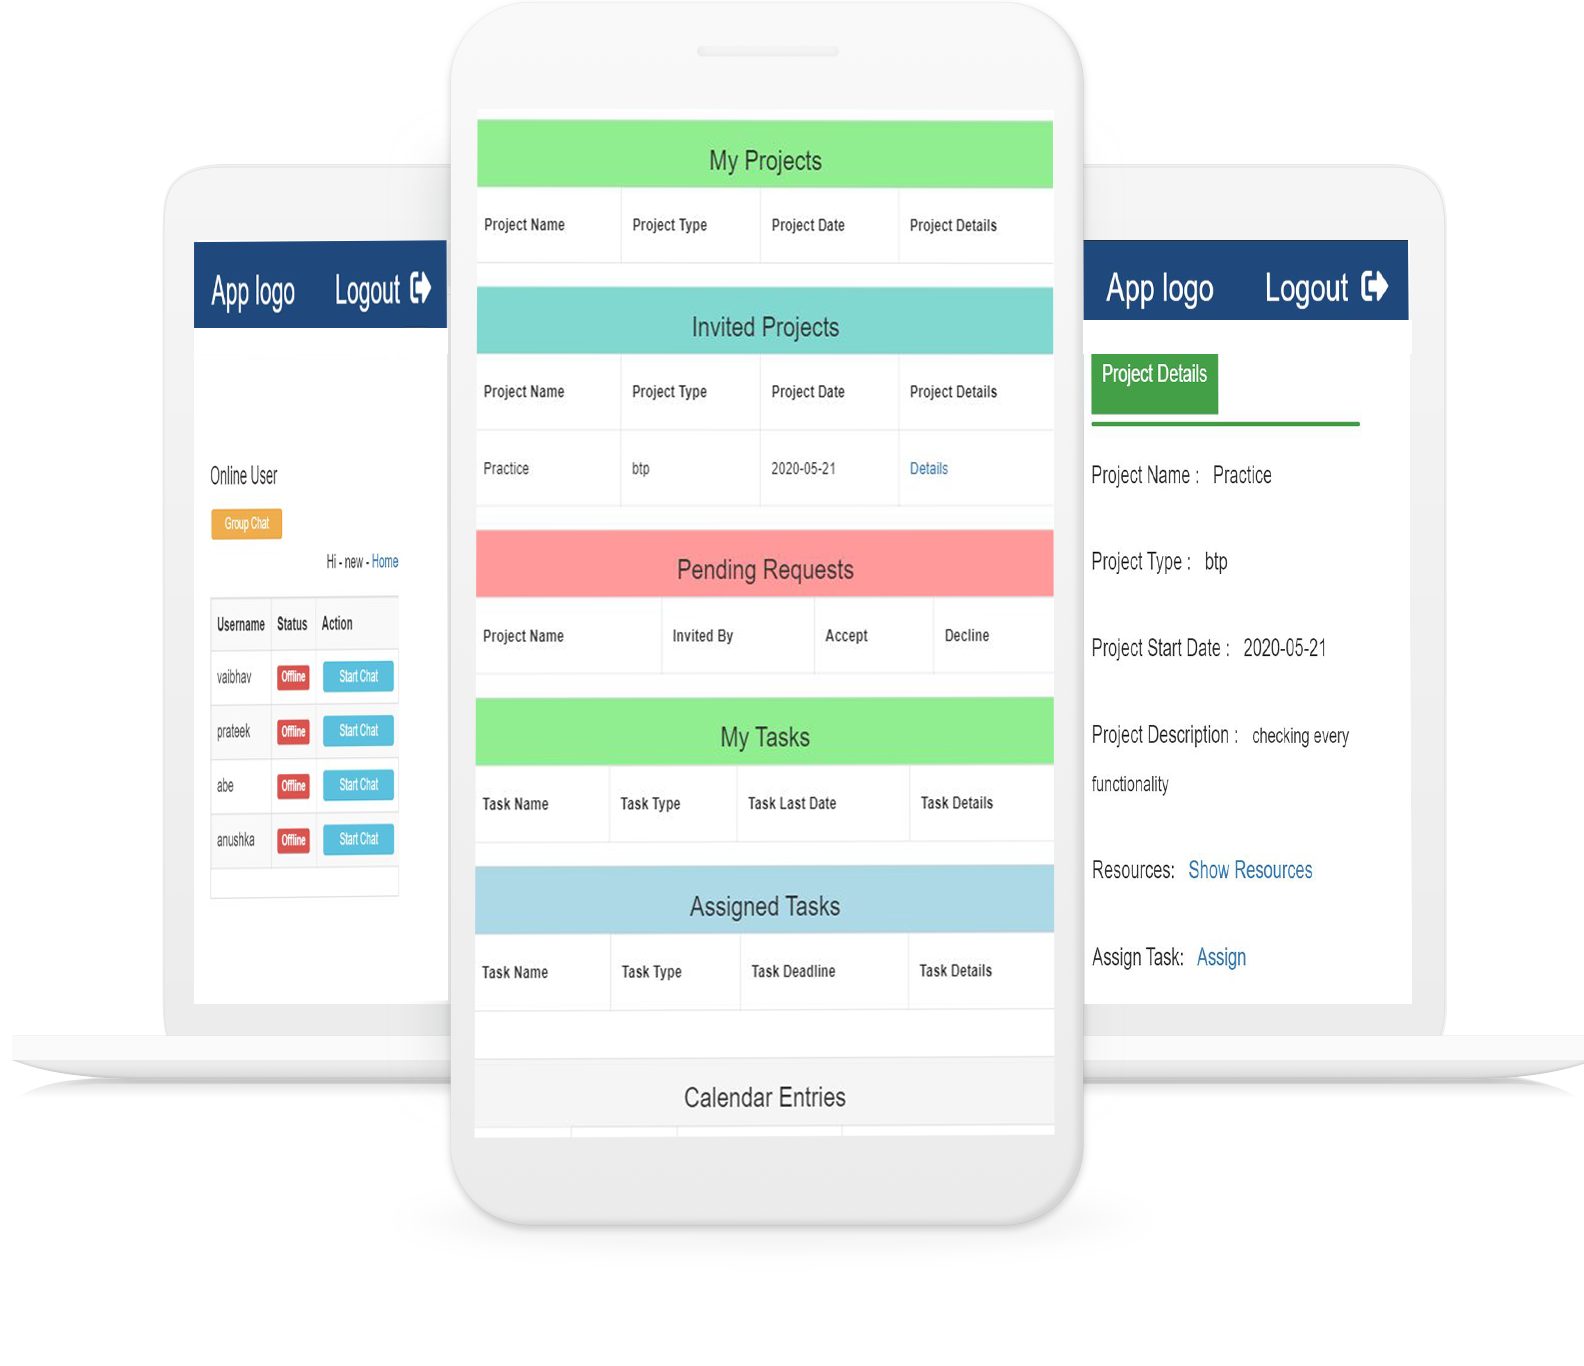 App logo Logout
Online User
Group Chat
Hi - new - Home
Username Status Action
vaibhav Offline Start Chat
prateek Offline Start Chat
abe Offline Start Chat
anushka Offline Start Chat
My Projects
Project Name Project Type Project Date Project Details
Invited Projects
Project Name Project Type Project Date Project Details
Practice btp 2020-05-21 Details
Pending Requests
Project Name Invited By Accept Decline
My Tasks
Task Name Task Type Task Last Date Task Details
Assigned Tasks
Task Name Task Type Task Deadline Task Details
Calendar Entries
App logo Logout
Project Details
Project Name : Practice
Project Type : btp
Project Start Date : 2020-05-21
Project Description : checking every
functionality
Resources: Show Resources
Assign Task: Assign